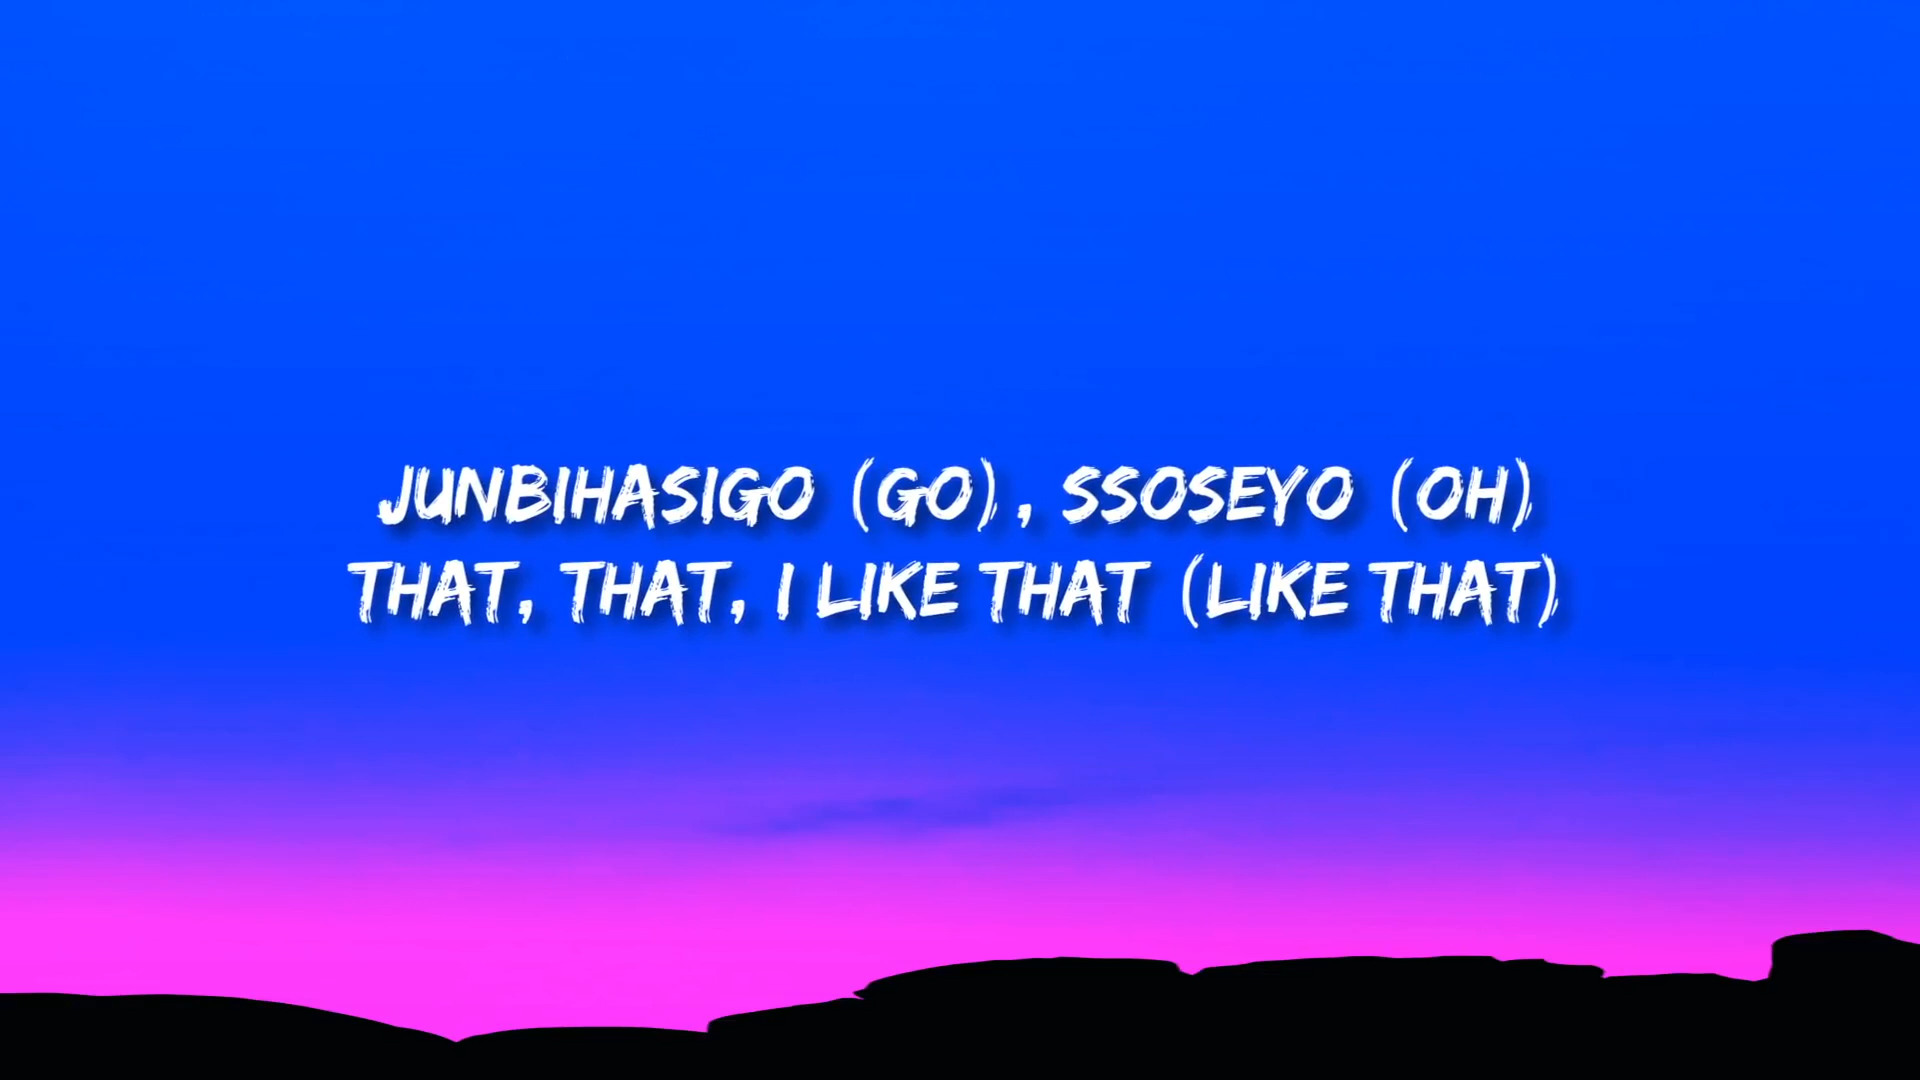 JUNBIHASIGO (GO), SSOSEYO (OH)
THAT, THAT, I LIKE THAT (LIKE THAT)